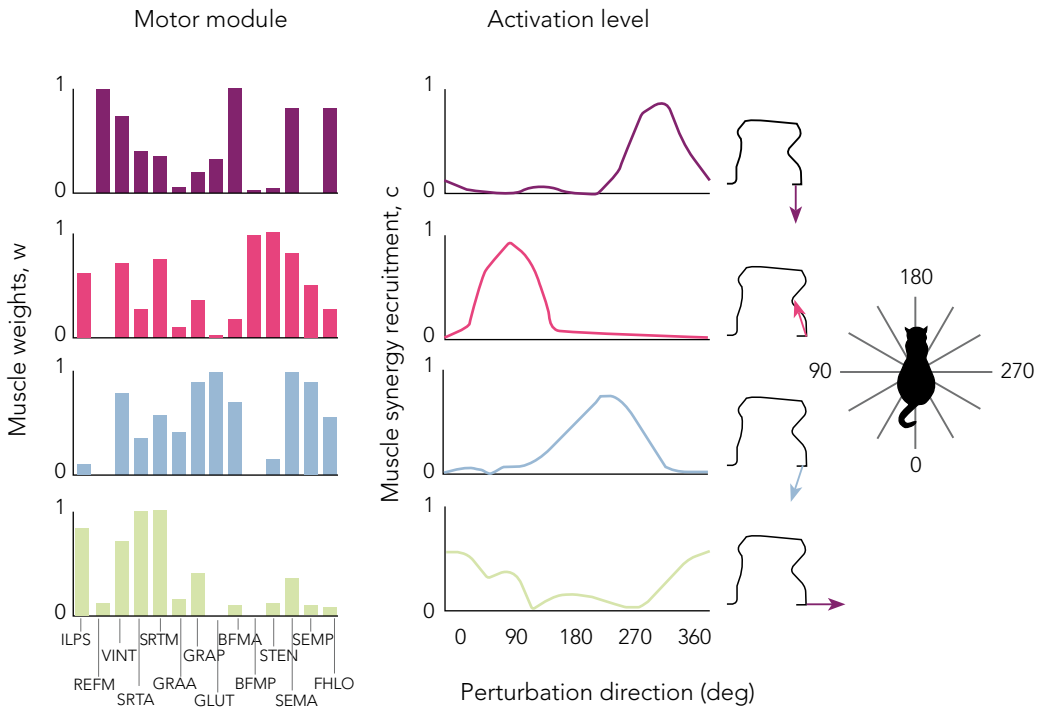 Motor module
Activation level
Muscle weights, w
1
0
1
0
1
0
1
0
ILPS
REFM
VINT
SRTA
SRTM
GRAA
GRAP
GLUT
BFMA
BFMP
STEN
SEMA
SEMP
FHLO
Muscle synergy recruitment, c
1
0
1
0
1
0
1
0
0 90 180 270 360
Perturbation direction (deg)
180
90
270
0